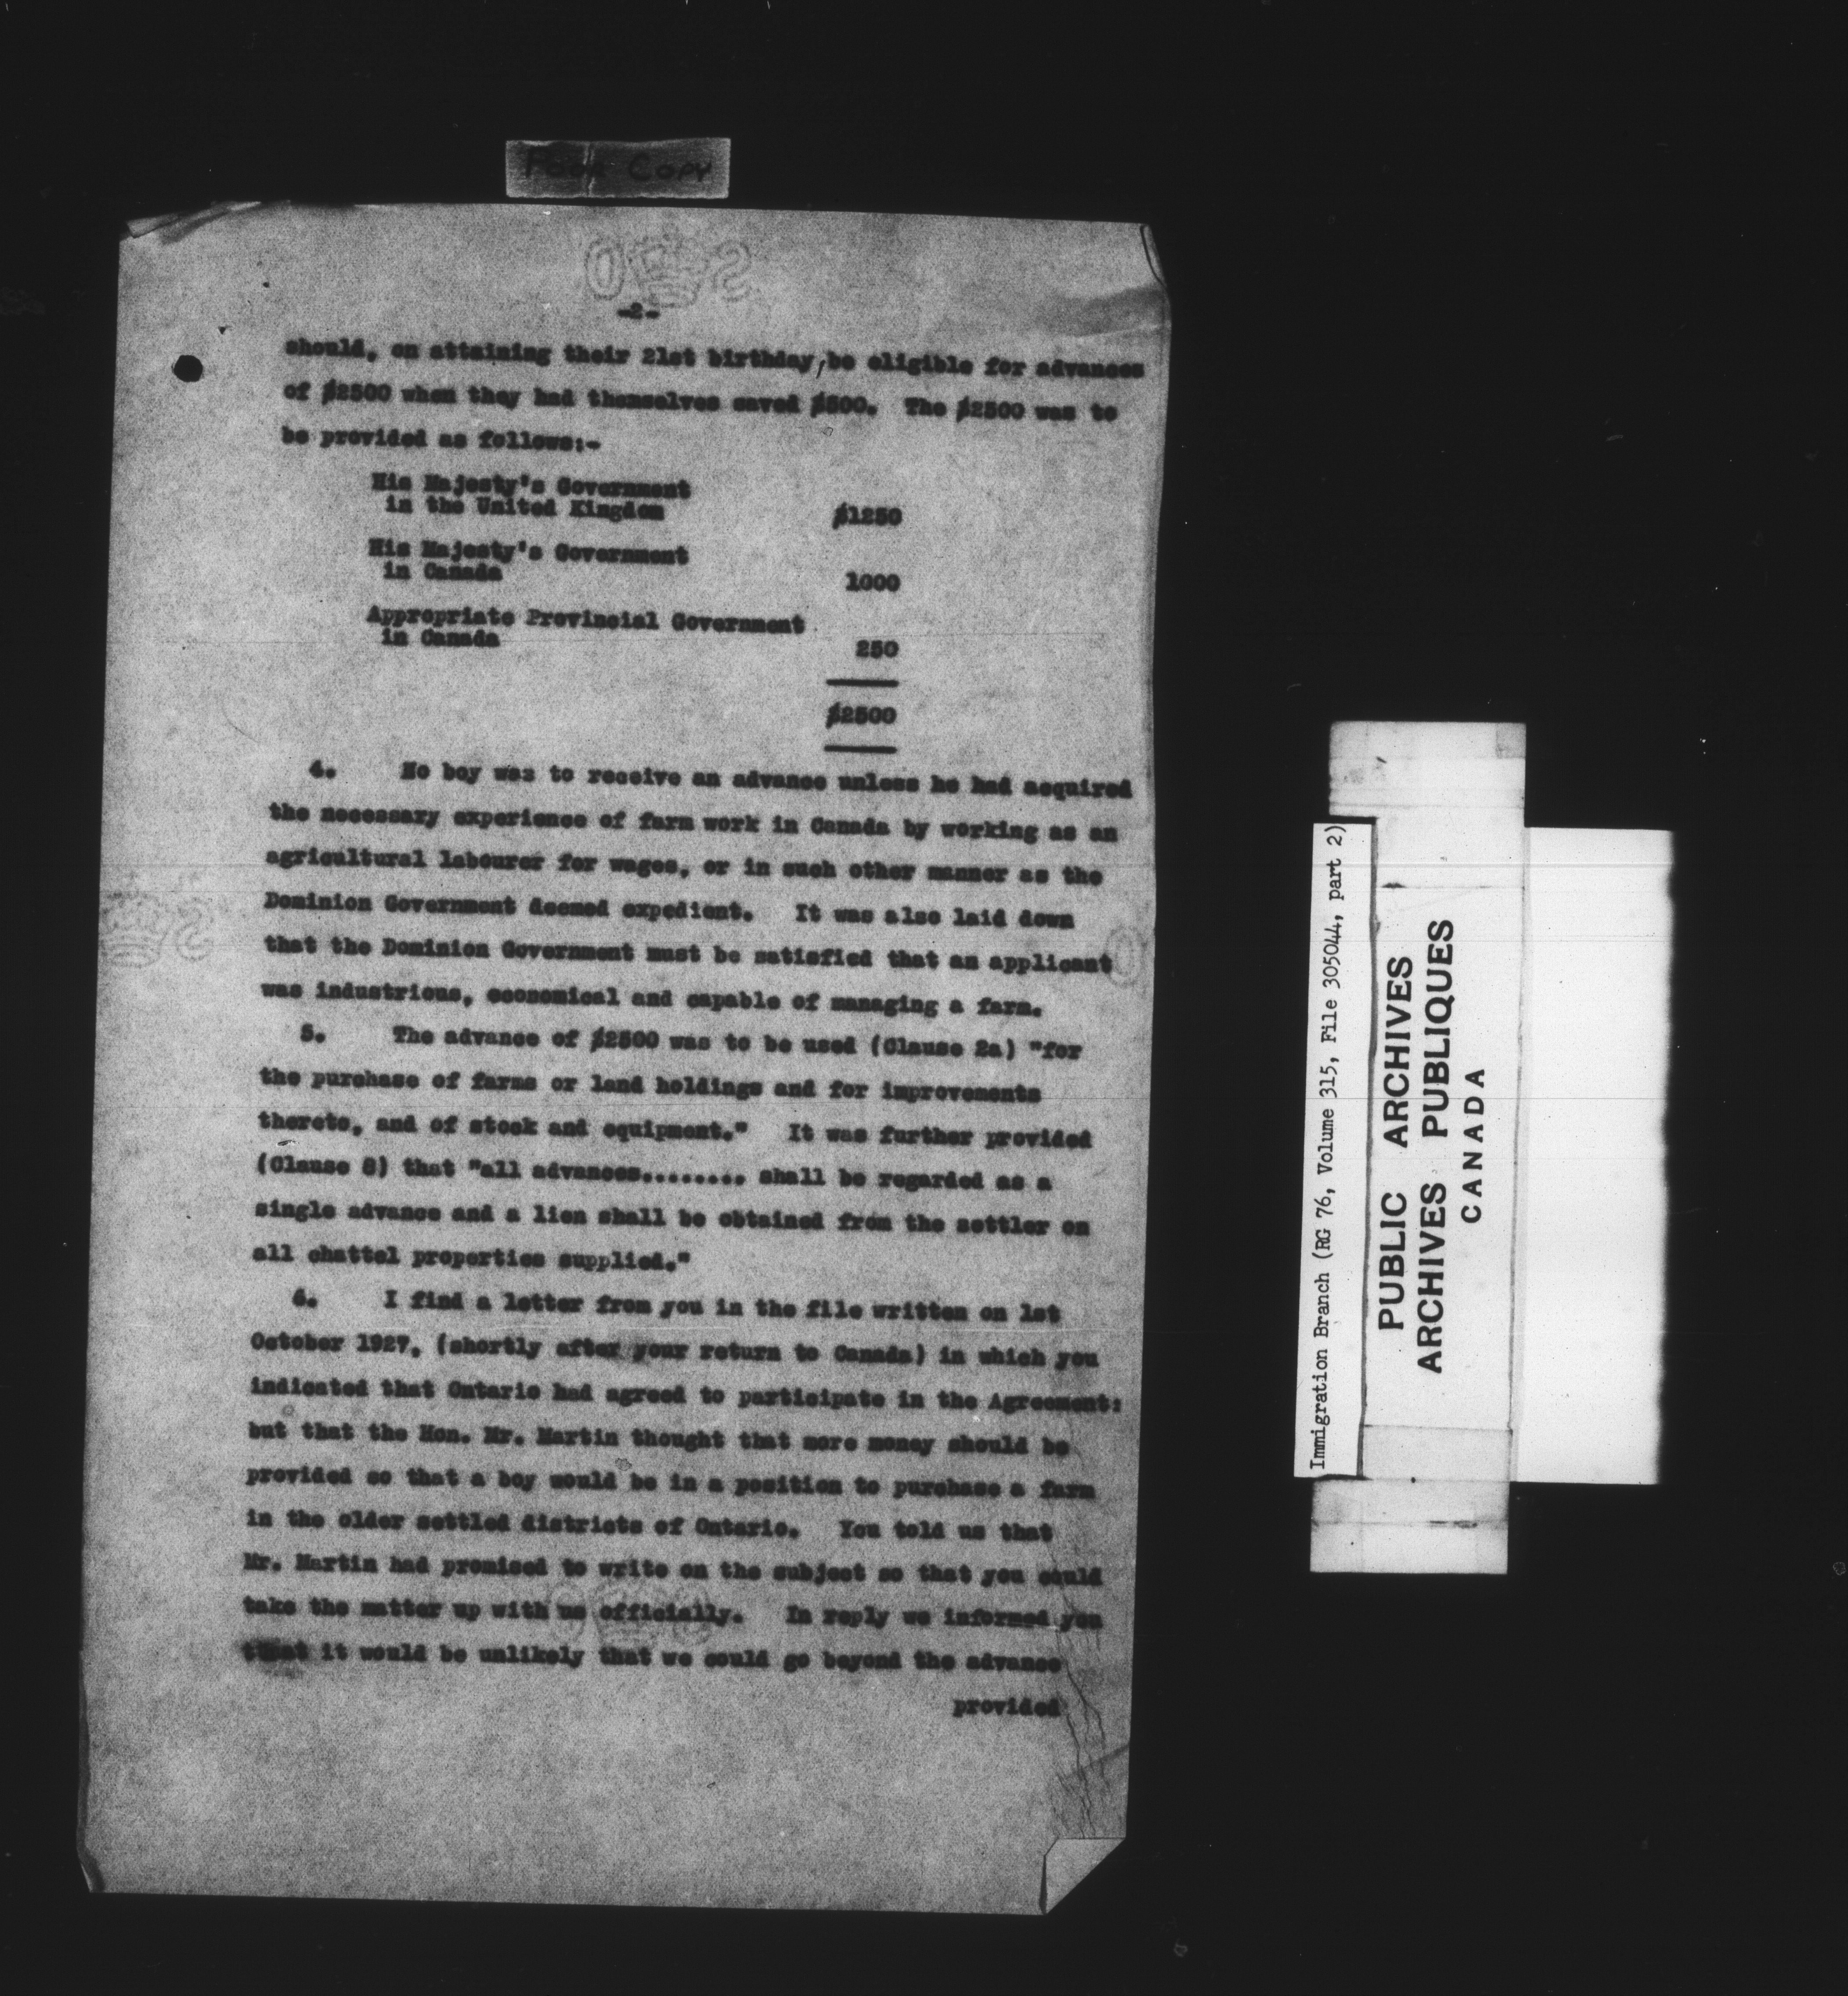 Poor Copy
-2-
should, on attaining their 21st birthday, be eligible for advances
of $2500 when they had themselves saved $500. The $2500 was to
be provided as follows:-
His Majesty's Government
in the United Kingdom $1250
His Majesty's Government
in Canada 1000
Appropriate Provincial Government
in Canada 250
$2500
4. No boy was to receive an advance unless he had acquired
the necessary experience of farm work in Canada by working as an
agricultural labourer for wages, or in such other manner as the
Dominion Government deemed expedient. It was also laid down
that the Dominion Government must be satisfied that an applicant
was industrious, economical and capable of managing a farm.
5. The advance of $2500 was to be used (Clause 2a) "for
the purchase of farms or land holdings and for improvements
thereto, and of stock and equipment." It was further provided
(Clause 8) that "all advances......... shall be regarded as a
single advance and a lien shall be obtained from the settler on
all chattel properties supplied."
6. I find a letter from you in the file written on 1st
October 1927, (shortly after your return to Canada) in which you
indicated that Ontario had agreed to participate in the Agreement:
but that the Hon. Mr. Martin thought that more money should be
provided so that a boy would be in a position to purchase a farm
in the older settled districts of Ontario. You told us that
Mr. Martin had promised to write on the subject so that you could
take the matter up with us officially. In reply we informed you
that it would be unlikely that we could go beyond the advance
provided
Immigration Branch (RG 76, Volume 315, File 305044, part 2)
PUBLIC ARCHIVES
ARCHIVES PUBLIQUES
CANADA